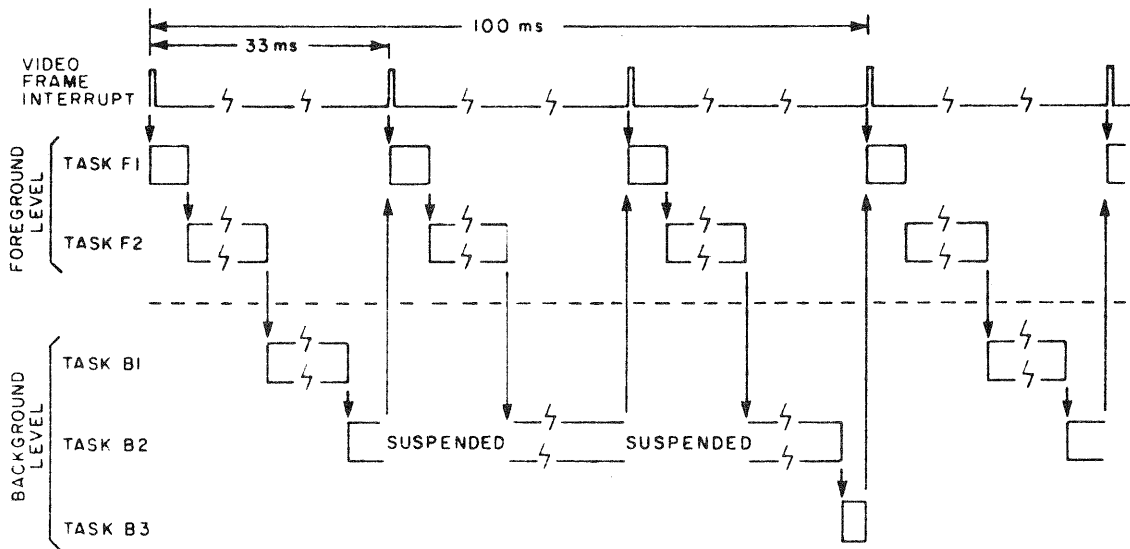 100 ms
33 ms
VIDEO
FRAME
INTERRUPT
FOREGROUND
LEVEL
TASK F1
TASK F2
BACKGROUND
LEVEL
TASK B1
TASK B2
SUSPENDED
SUSPENDED
TASK B3